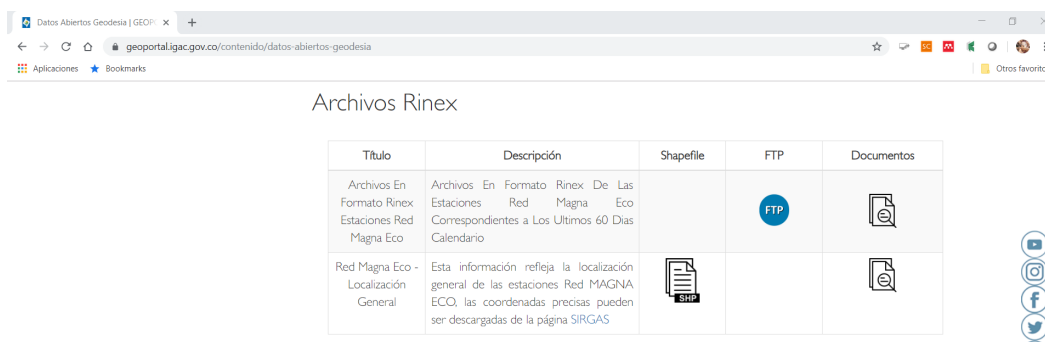 Datos Abiertos Geodesia | GEOP
geoportal.igac.gov.co/contenido/datos-abiertos-geodesia
SC
Aplicaciones
Bookmarks
Otros favorito
Archivos Rinex
Título Descripción Shapefile FTP Documentos
Archivos En
Formato Rinex
Estaciones Red
Magna Eco
Archivos En Formato Rinex De Las
Estaciones Red Magna Eco
Correspondientes a Los Ultimos 60 Dias
Calendario
FTP
Red Magna Eco -
Localización
General
Esta información refleja la localización
general de las estaciones Red MAGNA
ECO, las coordenadas precisas pueden
ser descargadas de la página SIRGAS
SHP